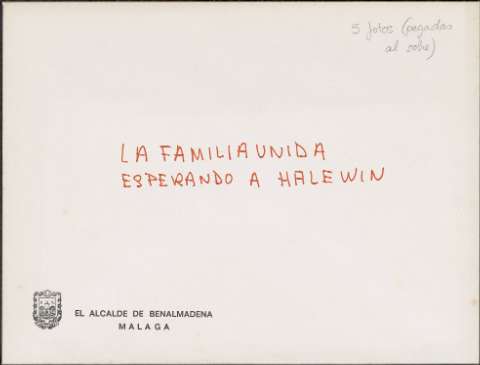 5 fotos (pegadas
al sobre)
LA FAMILIA UNIDA
ESPERANDO A HALEWIN
EL ALCALDE DE BENALMADENA
MALAGA